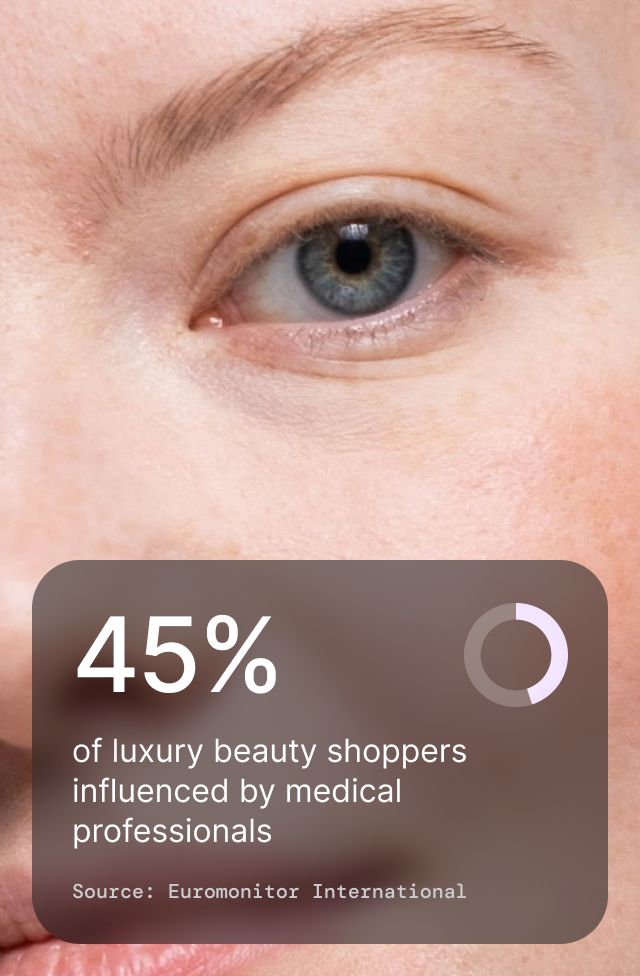 45%
of luxury beauty shoppers
influenced by medical
professionals
Source: Euromonitor International